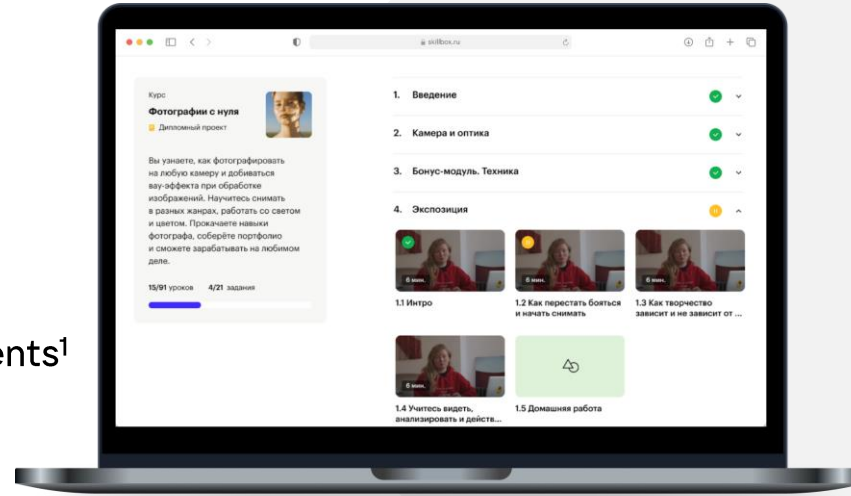 skillbox.ru
Курс
Фотографии с нуля
Дипломный проект
Вы узнаете, как фотографировать
на любую камеру и добиваться
вау-эффекта при обработке
изображений. Научитесь снимать
в разных жанрах, работать со светом
и цветом. Прокачаете навыки
фотографа, соберёте портфолио
и сможете зарабатывать на любимом
деле.
15/91 уроков 4/21 задания
1. Введение
2. Камера и оптика
3. Бонус-модуль. Техника
4. Экспозиция
6 мин.
6 мин.
6 мин.
1.1 Интро
1.2 Как перестать бояться
и начать снимать
1.3 Как творчество
зависит и не зависит от ...
6 мин.
1.4 Учитесь видеть,
анализировать и действ...
1.5 Домашняя работа
ents¹